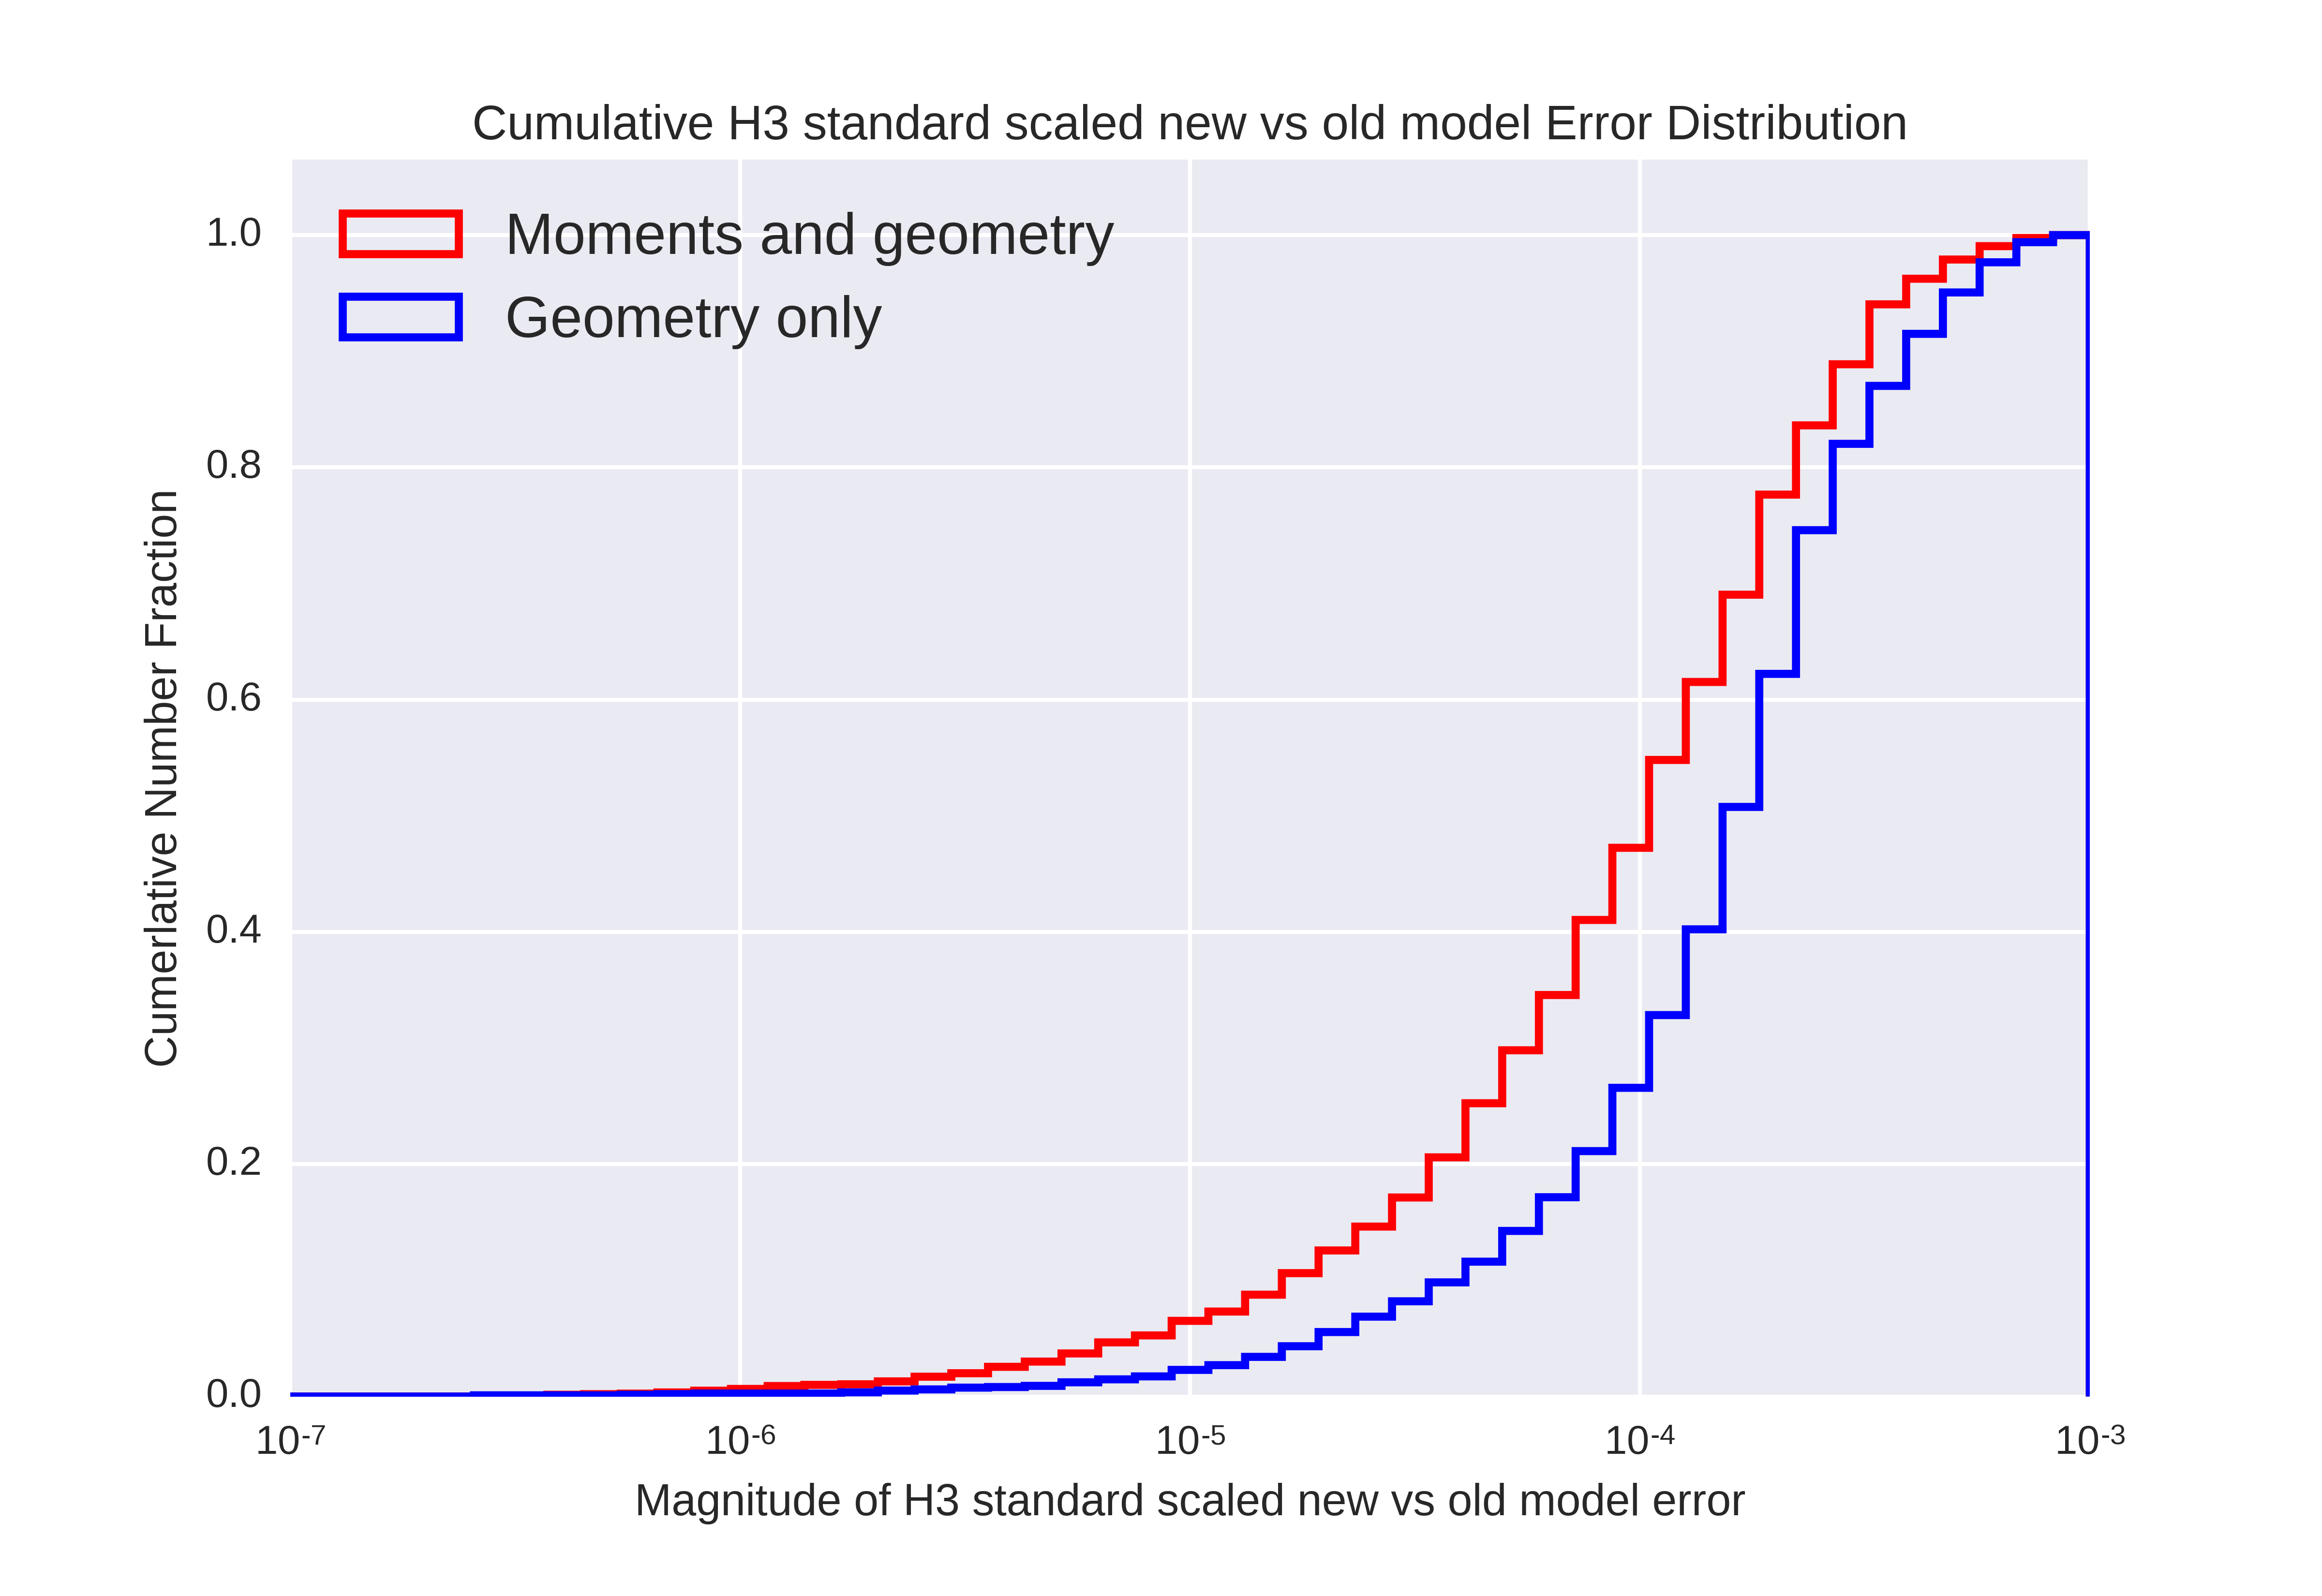 Cumulative H3 standard scaled new vs old model Error Distribution
Moments and geometry
Geometry only
Cumerlative Number Fraction
1.0
0.8
0.6
0.4
0.2
0.0
10-7 10-6 10-5 10-4 10-3
Magnitude of H3 standard scaled new vs old model error